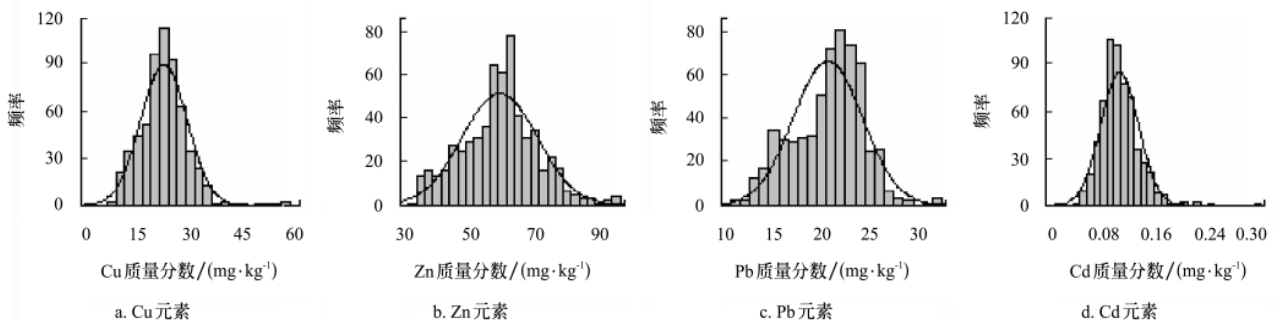 120
90
60
30
0
频率
0 15 30 45 60
Cu质量分数/(mg·kg⁻¹)
a. Cu元素
80
60
40
20
0
频率
30 50 70 90
Zn质量分数/(mg·kg⁻¹)
b. Zn元素
80
60
40
20
0
频率
10 15 20 25 30
Pb质量分数/(mg·kg⁻¹)
c. Pb元素
120
90
60
30
0
频率
0 0.08 0.16 0.24 0.30
Cd质量分数/(mg·kg⁻¹)
d. Cd元素